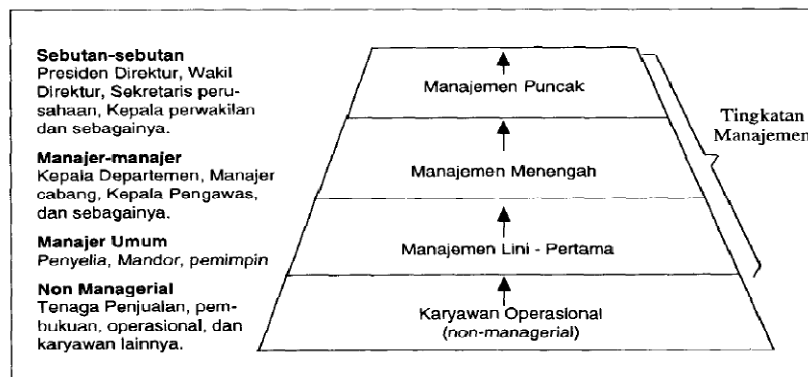 Sebutan-sebutan
Presiden Direktur, Wakil
Direktur, Sekretaris peru-
sahaan, Kepala perwakilan
dan sebagainya.
Manajer-manajer
Kepala Departemen, Manajer
cabang, Kepala Pengawas,
dan sebagainya.
Manajer Umum
Penyelia, Mandor, pemimpin
Non Managerial
Tenaga Penjualan, pem-
bukuan, operasional, dan
karyawan lainnya.
Manajemen Puncak
Manajemen Menengah
Manajemen Lini - Pertama
Karyawan Operasional
(non-managerial)
Tingkatan
Manajemen